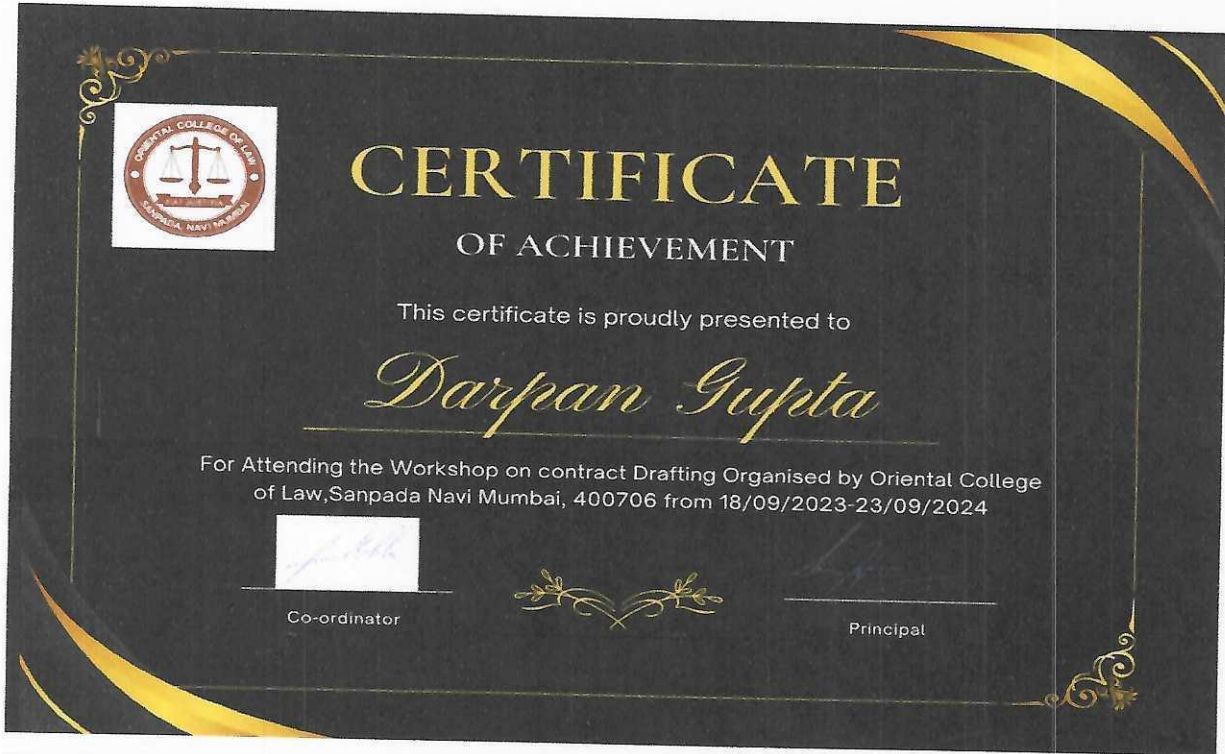 ORIENTAL COLLEGE OF LAW
SANPADA, NAVI MUMBAI
CERTIFICATE
OF ACHIEVEMENT
This certificate is proudly presented to
Darpan Gupta
For Attending the Workshop on contract Drafting Organised by Oriental College
of Law,Sanpada Navi Mumbai, 400706 from 18/09/2023-23/09/2024
Co-ordinator
Principal